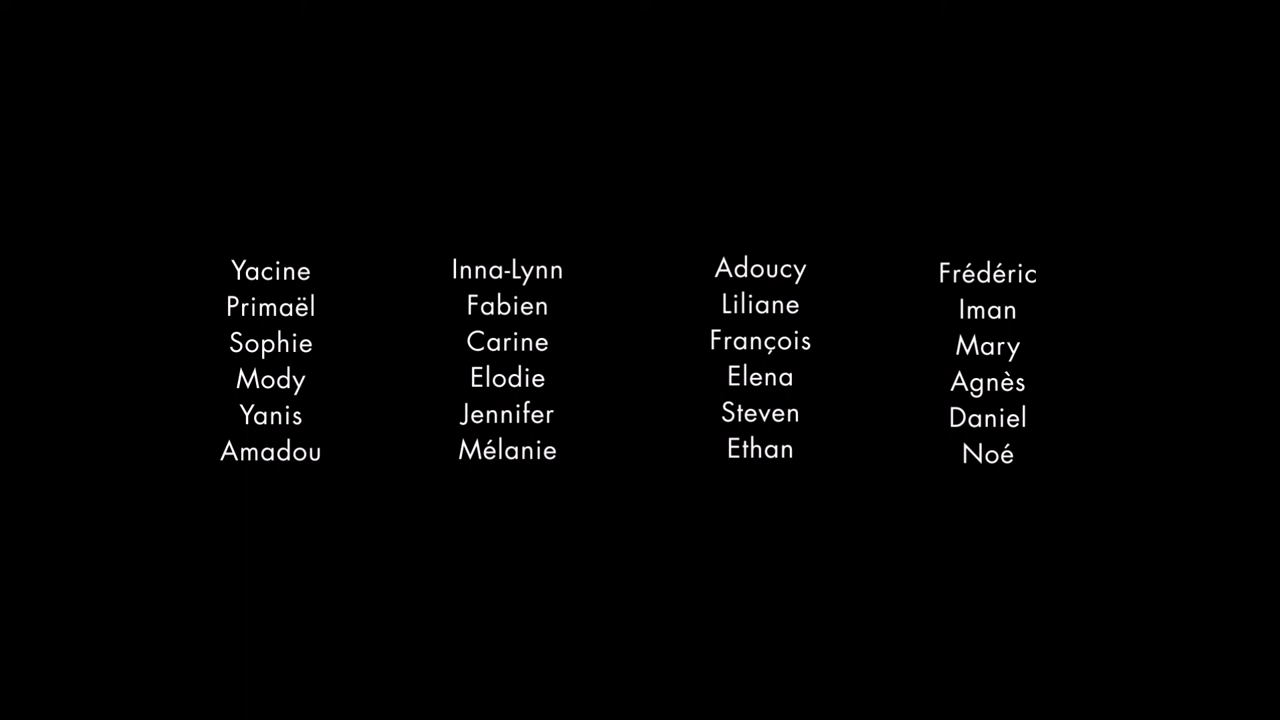 Yacine
Primaël
Sophie
Mody
Yanis
Amadou
Inna-Lynn
Fabien
Carine
Elodie
Jennifer
Mélanie
Adoucy
Liliane
François
Elena
Steven
Ethan
Frédéric
Iman
Mary
Agnès
Daniel
Noé